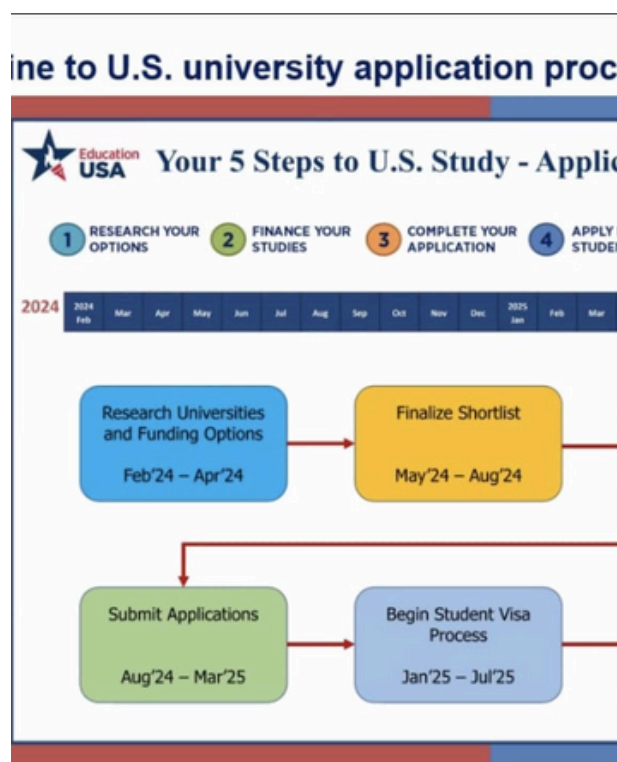 ine to U.S. university application proc
Education
USA
Your 5 Steps to U.S. Study - Applic
1 RESEARCH YOUR
OPTIONS
2 FINANCE YOUR
STUDIES
3 COMPLETE YOUR
APPLICATION
4 APPLY
STUDE
2024
2024 Feb Mar Apr May Jun Jul Aug Sep Oct Nov Dec 2025 Jan Feb Mar
Research Universities
and Funding Options
Feb'24 – Apr'24
Finalize Shortlist
May'24 – Aug'24
Submit Applications
Aug'24 – Mar'25
Begin Student Visa
Process
Jan'25 – Jul'25